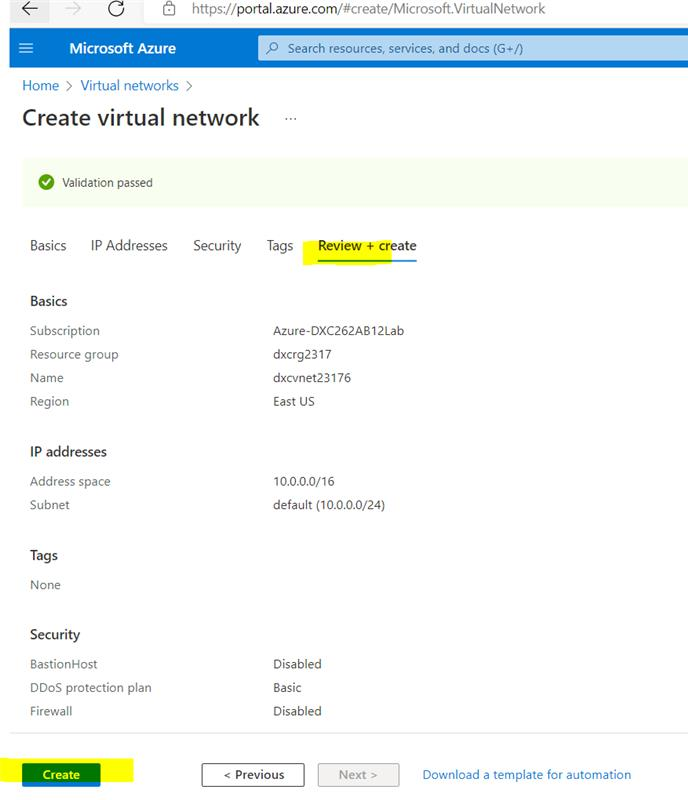 https://portal.azure.com/#create/Microsoft.VirtualNetwork
Microsoft Azure Search resources, services, and docs (G+/)
Home > Virtual networks >
Create virtual network ...
Validation passed
Basics IP Addresses Security Tags Review + create
Basics
Subscription Azure-DXC262AB12Lab
Resource group dxcrg2317
Name dxcvnet23176
Region East US
IP addresses
Address space 10.0.0.0/16
Subnet default (10.0.0.0/24)
Tags
None
Security
BastionHost Disabled
DDoS protection plan Basic
Firewall Disabled
Create < Previous Next > Download a template for automation